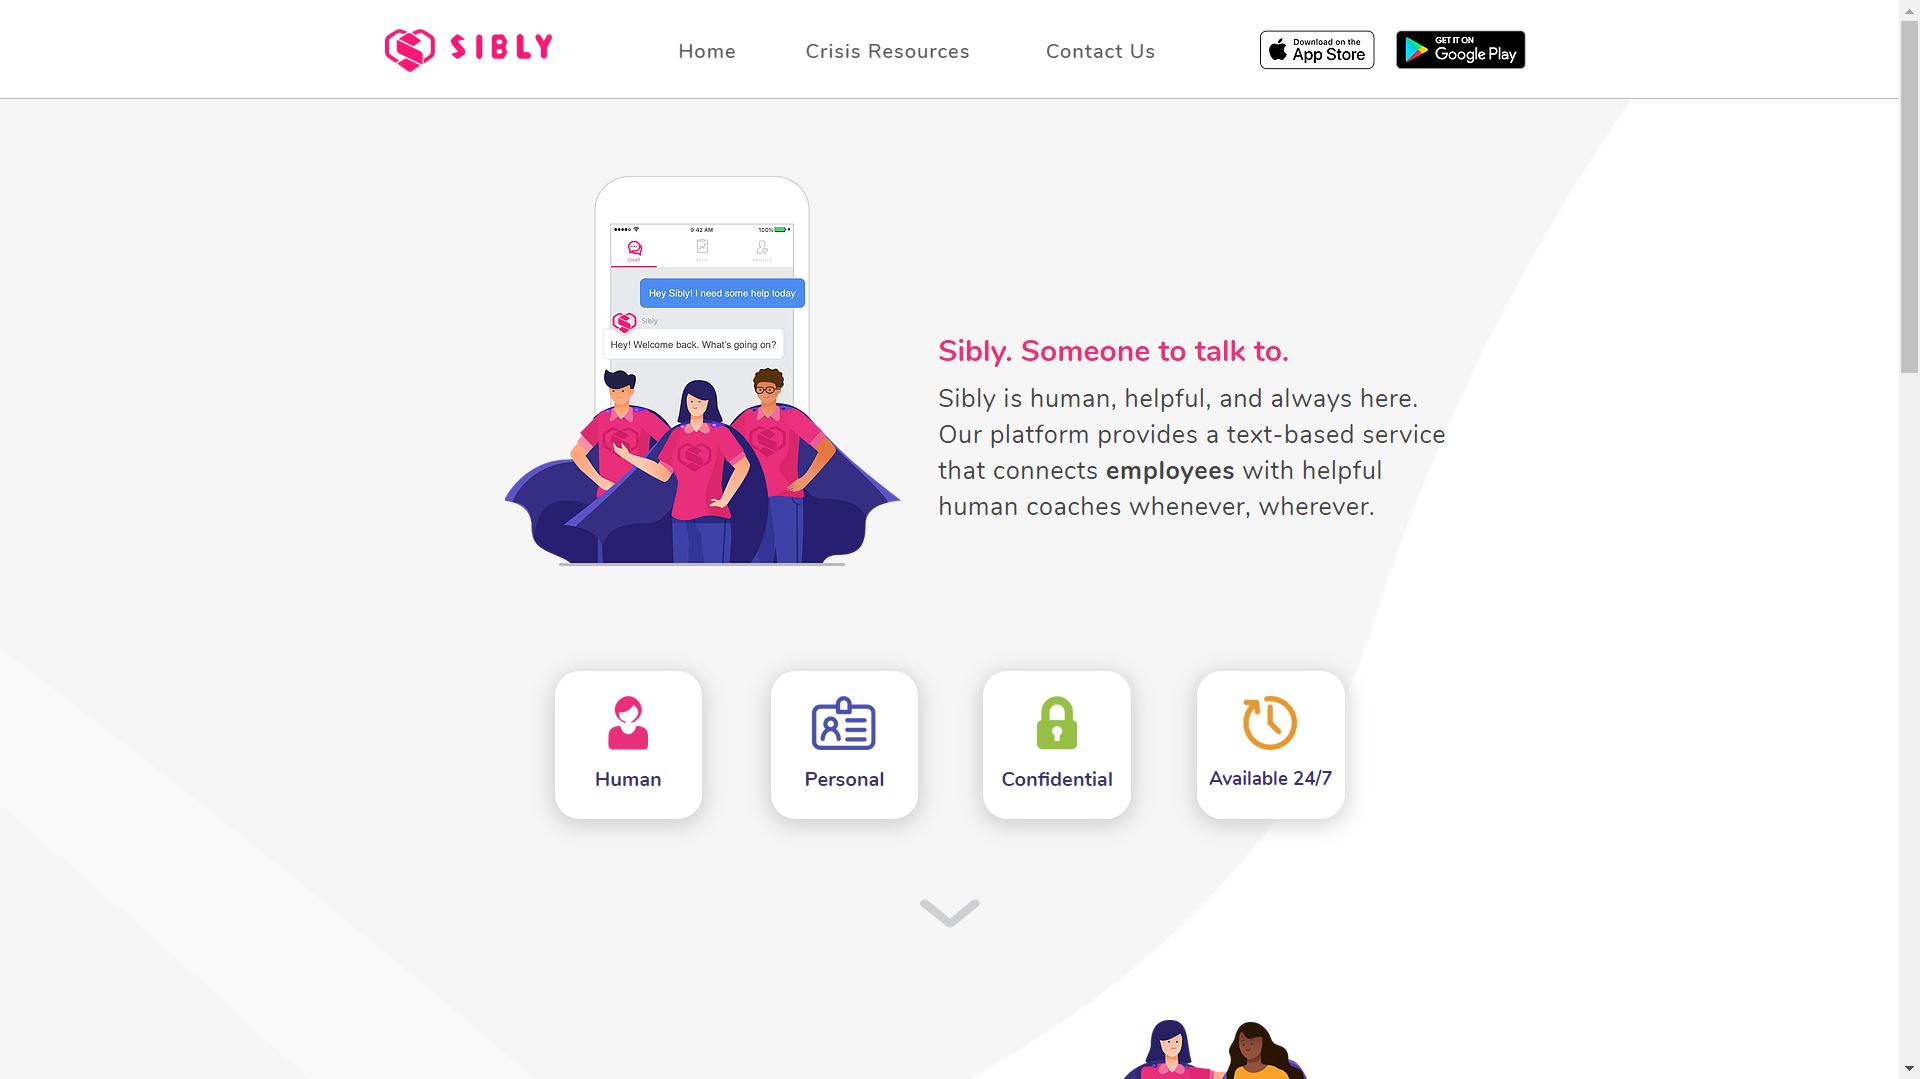 SIBLY
Home
Crisis Resources
Contact Us
Download on the
App Store
GET IT ON
Google Play
9:42 AM
100%
CHAT
PATH
PROFILE
Hey Sibly! I need some help today
Sibly
Hey! Welcome back. What's going on?
Sibly. Someone to talk to.
Sibly is human, helpful, and always here.
Our platform provides a text-based service
that connects employees with helpful
human coaches whenever, wherever.
Human
Personal
Confidential
Available 24/7